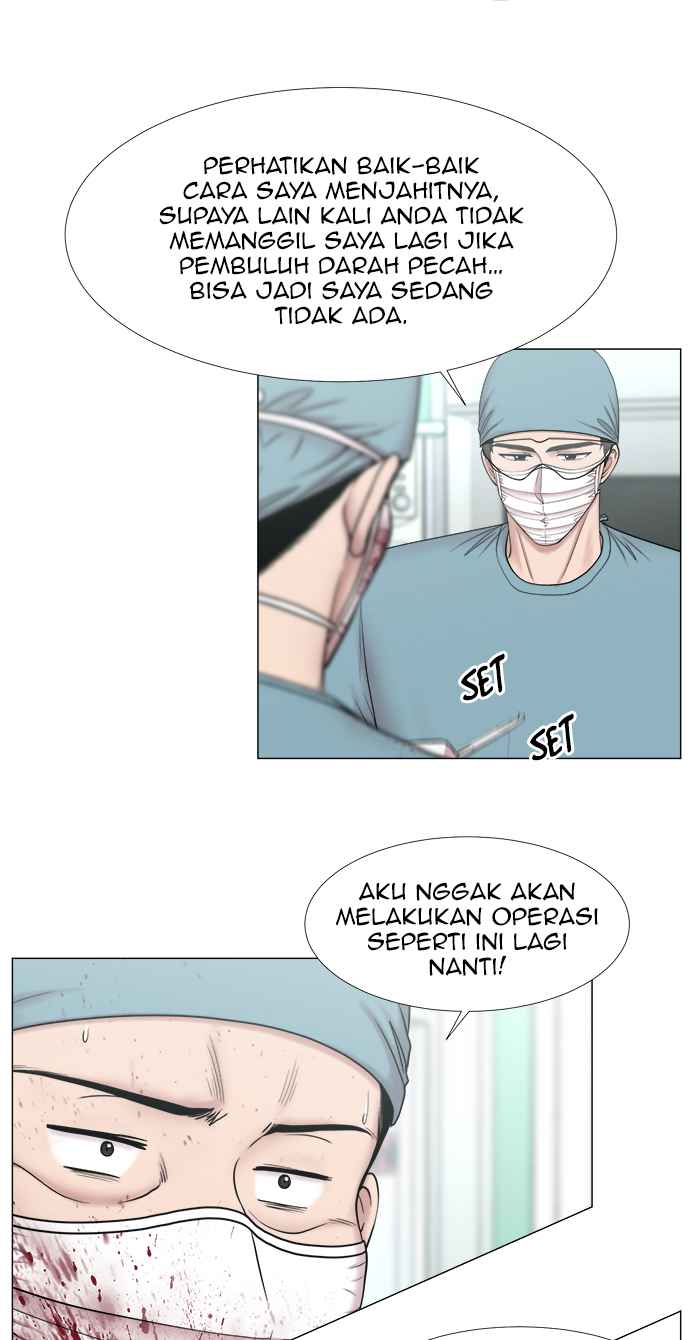 PERHATIKAN BAIK-BAIK
CARA SAYA MENJAHITNYA,
SUPAYA LAIN KALI ANDA TIDAK
MEMANGGIL SAYA LAGI JIKA
PEMBULUH DARAH PECAH...
BISA JADI SAYA SEDANG
TIDAK ADA.
SET
SET
AKU NGGAK AKAN
MELAKUKAN OPERASI
SEPERTI INI LAGI
NANTI!